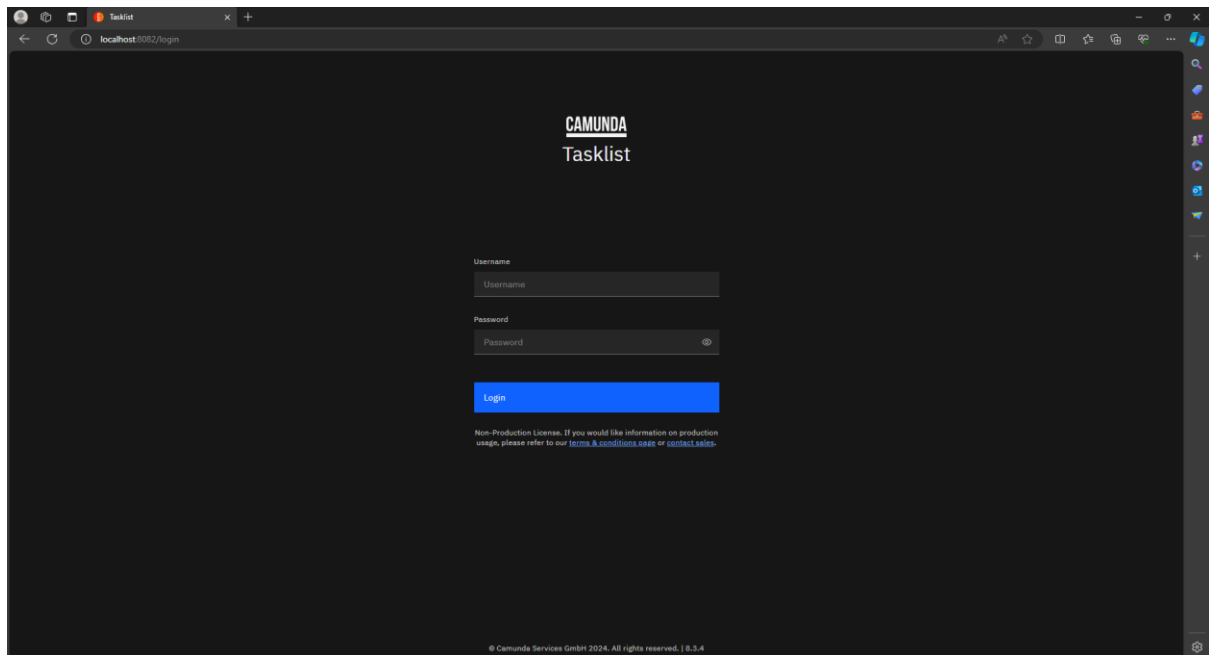 Tasklist
localhost:8082/login
CAMUNDA
Tasklist
Username
Username
Password
Password
Login
Non-Production License. If you would like information on production
usage, please refer to our terms & conditions page or contact sales.
© Camunda Services GmbH 2024. All rights reserved. | 8.3.4